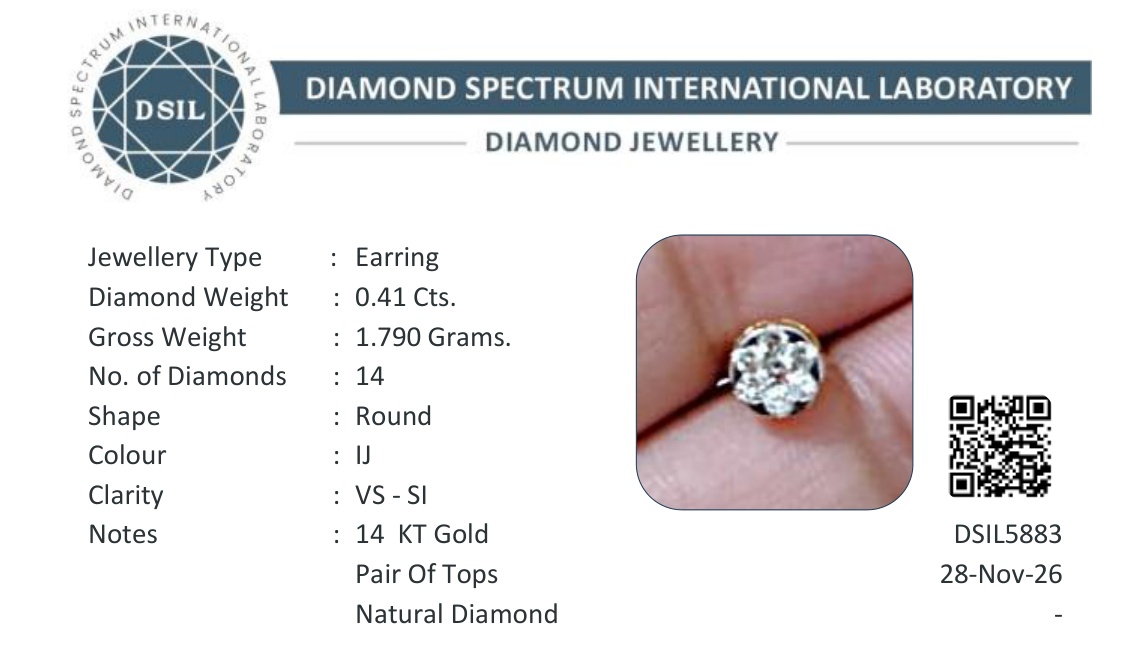 DIAMOND SPECTRUM INTERNATIONAL LABORATORY
DSIL
DIAMOND SPECTRUM INTERNATIONAL LABORATORY
DIAMOND JEWELLERY
Jewellery Type : Earring
Diamond Weight : 0.41 Cts.
Gross Weight : 1.790 Grams.
No. of Diamonds : 14
Shape : Round
Colour : IJ
Clarity : VS - SI
Notes : 14 KT Gold
DSIL5883
Pair Of Tops
28-Nov-26
Natural Diamond
-